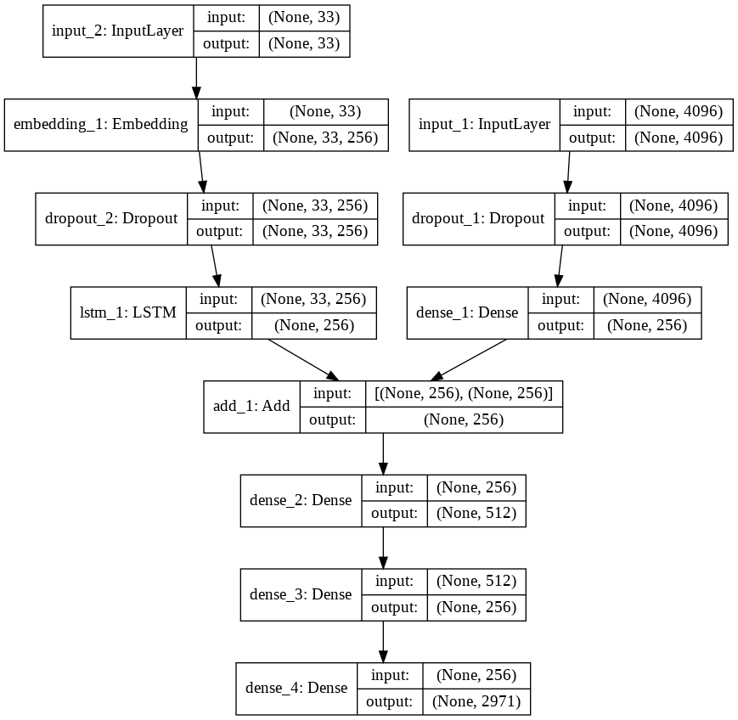 input_2: InputLayer
input: (None, 33)
output: (None, 33)
embedding_1: Embedding
input: (None, 33)
output: (None, 33, 256)
input_1: InputLayer
input: (None, 4096)
output: (None, 4096)
dropout_2: Dropout
input: (None, 33, 256)
output: (None, 33, 256)
dropout_1: Dropout
input: (None, 4096)
output: (None, 4096)
lstm_1: LSTM
input: (None, 33, 256)
output: (None, 256)
dense_1: Dense
input: (None, 4096)
output: (None, 256)
add_1: Add
input: [(None, 256), (None, 256)]
output: (None, 256)
dense_2: Dense
input: (None, 256)
output: (None, 512)
dense_3: Dense
input: (None, 512)
output: (None, 256)
dense_4: Dense
input: (None, 256)
output: (None, 2971)